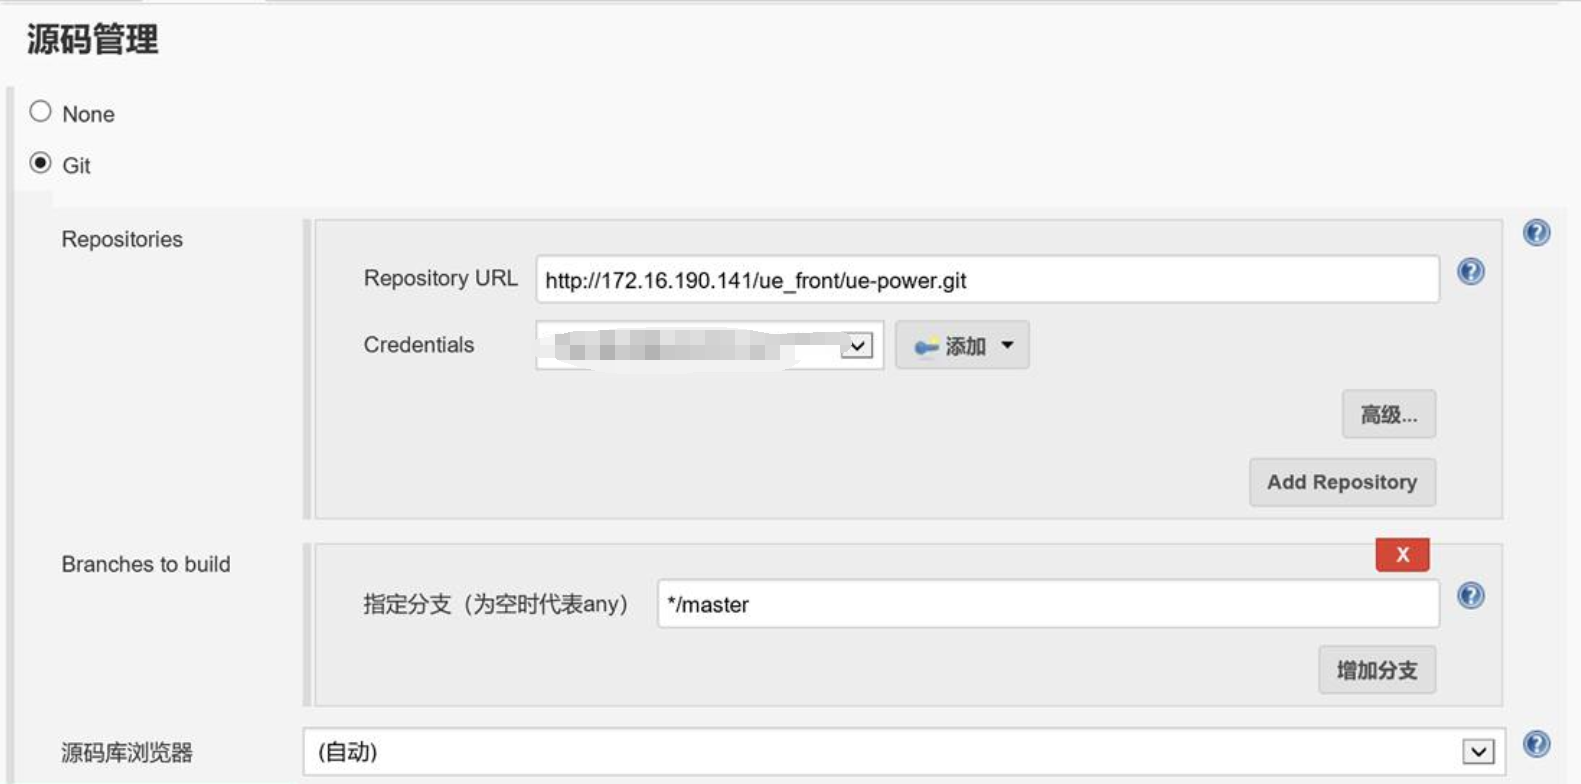 源码管理
None
Git
Repositories
Repository URL http://172.16.190.141/ue_front/ue-power.git
Credentials 添加
高级...
Add Repository
Branches to build
X
指定分支（为空时代表any） */master
增加分支
源码库浏览器 (自动)